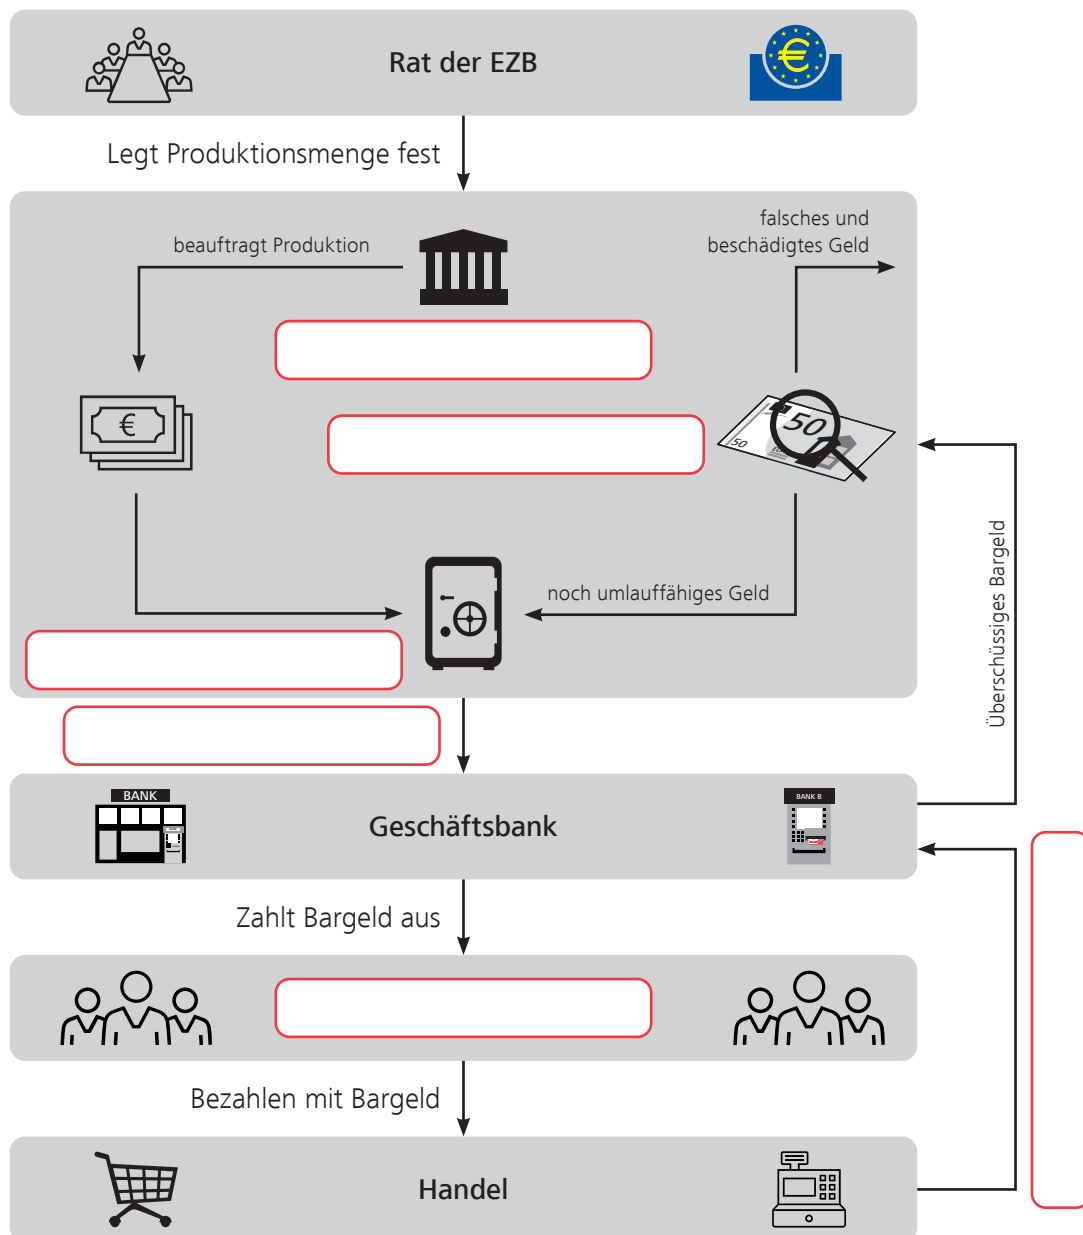 Rat der EZB
Legt Produktionsmenge fest
beauftragt Produktion
falsches und
beschädigtes Geld
€
50
50
noch umlauffähiges Geld
Überschüssiges Bargeld
BANK
Geschäftsbank
BANK B
Zahlt Bargeld aus
Bezahlen mit Bargeld
Handel